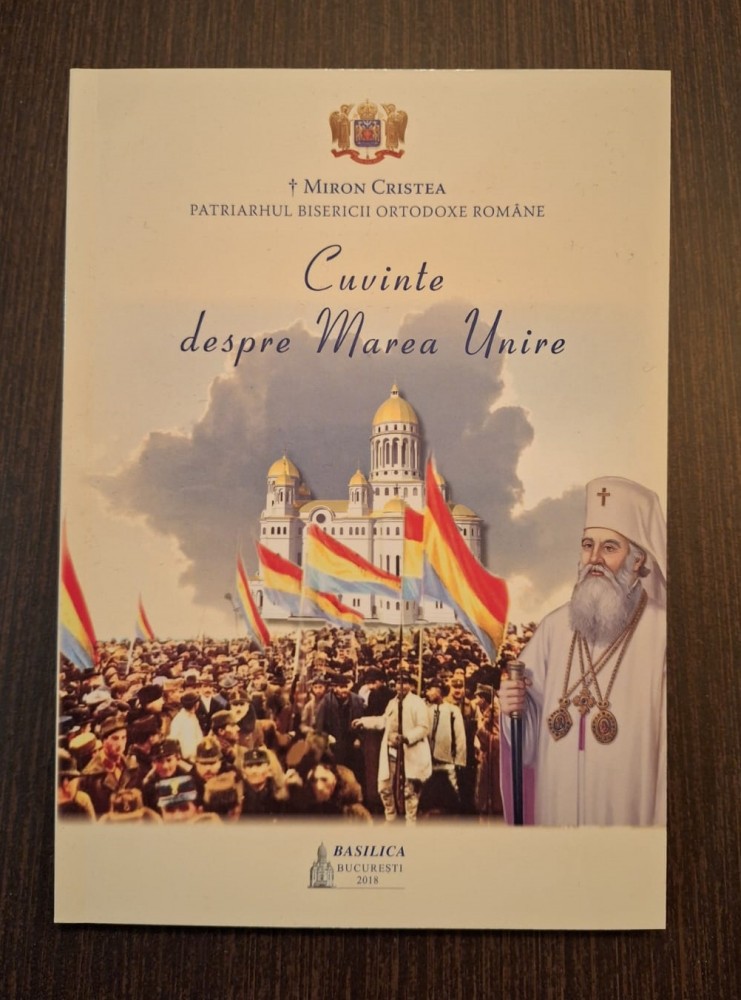 † MIRON CRISTEA
PATRIARHUL BISERICII ORTODOXE ROMÂNE
Cuvinte
despre Marea Unire
BASILICA
BUCUREȘTI
2018